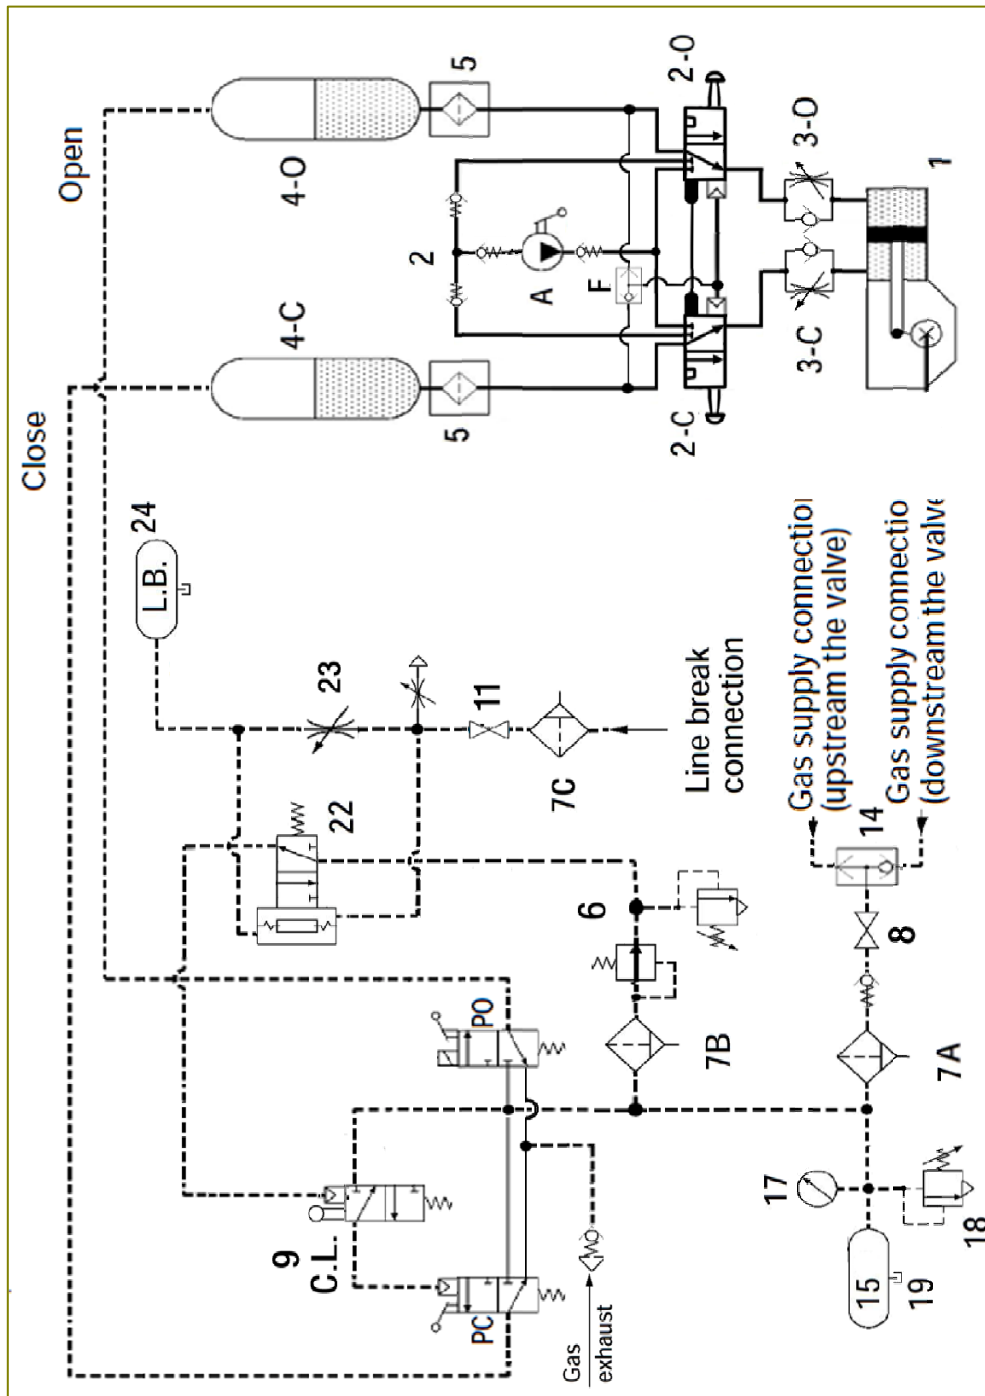 Open
Close
5
4-O
2-O
2
3-O
A
F
1
4-C
5
3-C
2-C
24
L.B.
23
11
22
7C
Line break
connection
Gas supply connection
(upstream the valve)
Gas supply connectio
(downstream the valve
14
6
8
PO
7B
7A
9
C.L.
17
PC
15
19
18
Gas
exhaust